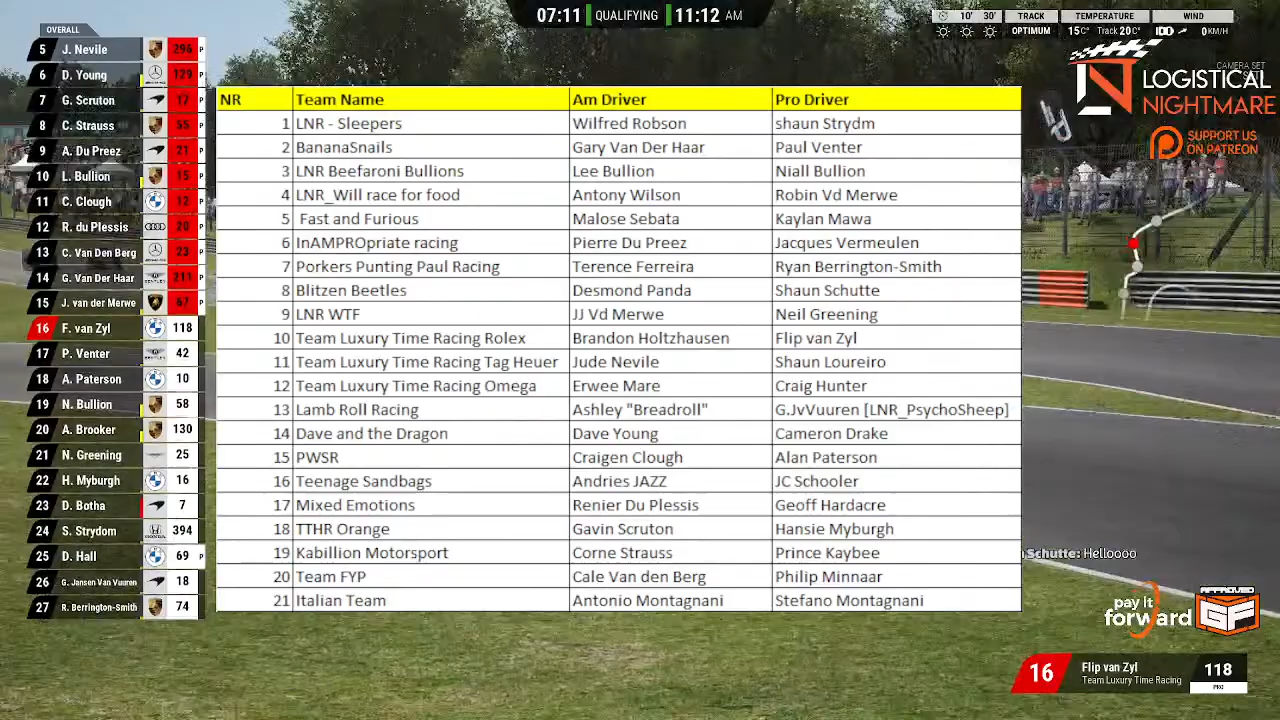 07:11 QUALIFYING 11:12 AM
10' 30' TRACK TEMPERATURE WIND
OPTIMUM 15C° Track 20C° 0KM/H
OVERALL
5 J. Nevile 296 P
6 D. Young 129 P
7 G. Scruton 17 P
8 C. Strauss 55 P
9 A. Du Preez 21 P
10 L. Bullion 15 P
11 C. Clough 12 P
12 R. du Plessis 20 P
13 C. Van Den Berg 23 P
14 G. Van Der Haar 211 P
15 J. van der Merwe 67 P
16 F. van Zyl 118
17 P. Venter 42
18 A. Paterson 10
19 N. Bullion 58
20 A. Brooker 130
21 N. Greening 25
22 H. Myburgh 16
23 D. Botha 7
24 S. Strydom 394
25 D. Hall 69 P
26 G. Jansen Van Vuuren 18
27 R. Berrington-Smith 74
NR Team Name Am Driver Pro Driver
1 LNR - Sleepers Wilfred Robson shaun Strydm
2 BananaSnails Gary Van Der Haar Paul Venter
3 LNR Beefaroni Bullions Lee Bullion Niall Bullion
4 LNR_Will race for food Antony Wilson Robin Vd Merwe
5 Fast and Furious Malose Sebata Kaylan Mawa
6 InAMPROpriate racing Pierre Du Preez Jacques Vermeulen
7 Porkers Punting Paul Racing Terence Ferreira Ryan Berrington-Smith
8 Blitzen Beetles Desmond Panda Shaun Schutte
9 LNR WTF JJ Vd Merwe Neil Greening
10 Team Luxury Time Racing Rolex Brandon Holtzhausen Flip van Zyl
11 Team Luxury Time Racing Tag Heuer Jude Nevile Shaun Loureiro
12 Team Luxury Time Racing Omega Erwee Mare Craig Hunter
13 Lamb Roll Racing Ashley "Breadroll" G.JvVuuren [LNR_PsychoSheep]
14 Dave and the Dragon Dave Young Cameron Drake
15 PWSR Craigen Clough Alan Paterson
16 Teenage Sandbags Andries JAZZ JC Schooler
17 Mixed Emotions Renier Du Plessis Geoff Hardacre
18 TTHR Orange Gavin Scruton Hansie Myburgh
19 Kabillion Motorsport Corne Strauss Prince Kaybee
20 Team FYP Cale Van den Berg Philip Minnaar
21 Italian Team Antonio Montagnani Stefano Montagnani
CAMERA SET
LOGISTICAL
NIGHTMARE
SUPPORT US
ON PATREON
Schutte: Helloooo
pay it
forward
APPROVED
GF
16 Flip van Zyl 118
Team Luxury Time Racing PRO